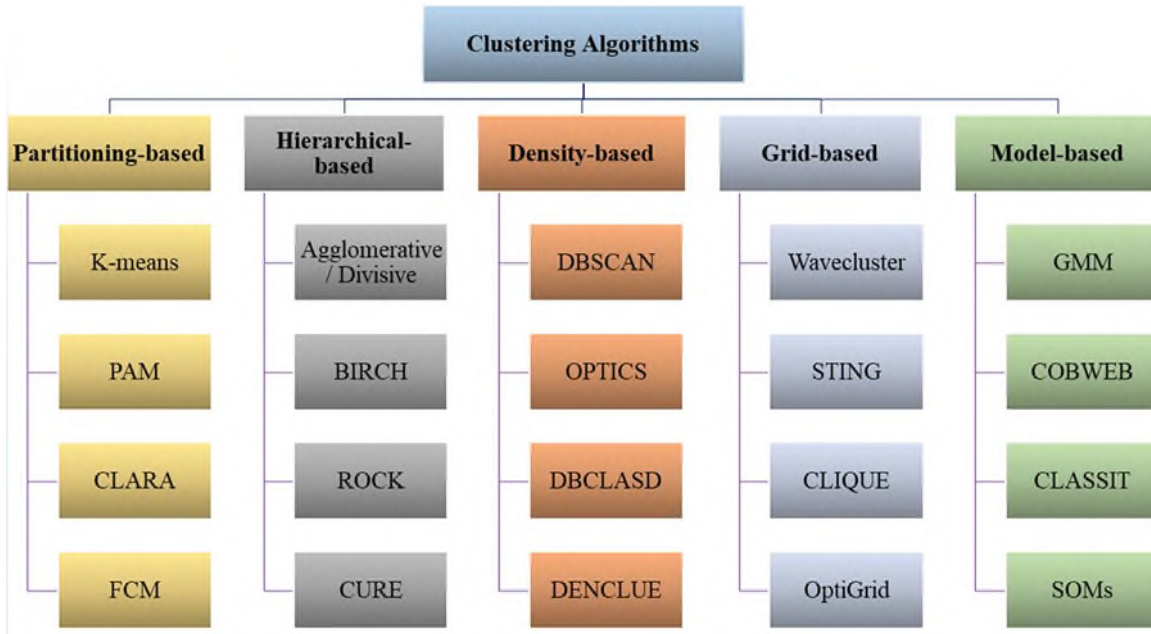 Clustering Algorithms
Partitioning-based
Hierarchical-
based
Density-based
Grid-based
Model-based
K-means
Agglomerative
/ Divisive
DBSCAN
Wavecluster
GMM
PAM
BIRCH
OPTICS
STING
COBWEB
CLARA
ROCK
DBCLASD
CLIQUE
CLASSIT
FCM
CURE
DENCLUE
OptiGrid
SOMs